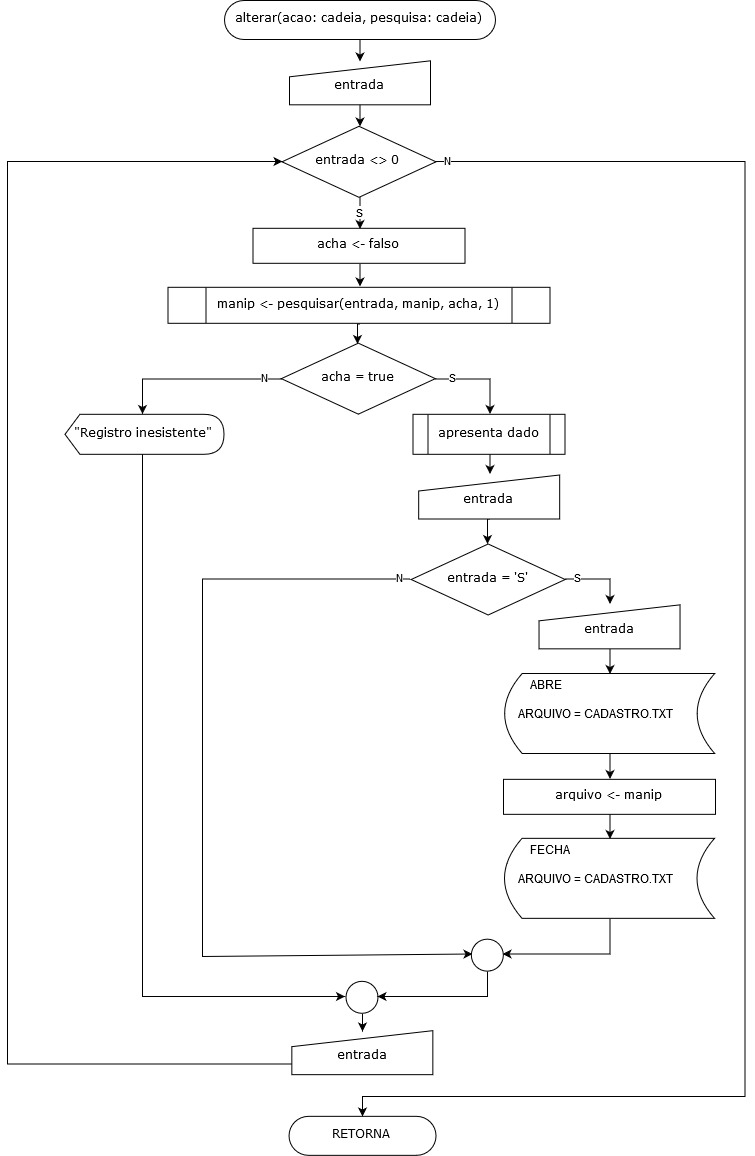 alterar(acao: cadeia, pesquisa: cadeia)
entrada
entrada <> 0
N
S
acha <- falso
manip <- pesquisar(entrada, manip, acha, 1)
acha = true
N
S
"Registro inesistente"
apresenta dado
entrada
entrada = 'S'
N
S
entrada
ABRE
ARQUIVO = CADASTRO.TXT
arquivo <- manip
FECHA
ARQUIVO = CADASTRO.TXT
entrada
RETORNA